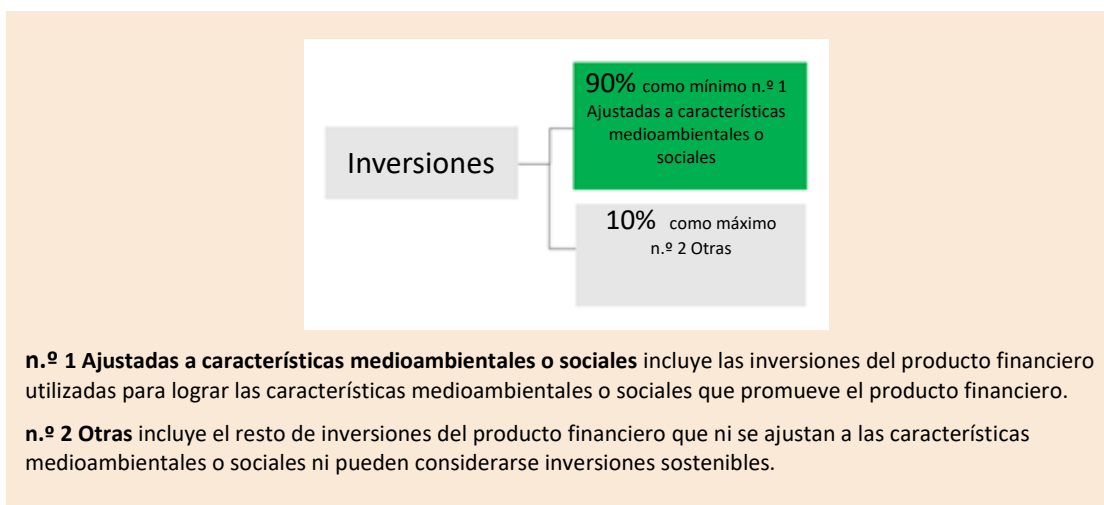 90% como mínimo n.º 1
Ajustadas a características
medioambientales o
sociales
Inversiones
10% como máximo
n.º 2 Otras
n.º 1 Ajustadas a características medioambientales o sociales incluye las inversiones del producto financiero
utilizadas para lograr las características medioambientales o sociales que promueve el producto financiero.
n.º 2 Otras incluye el resto de inversiones del producto financiero que ni se ajustan a las características
medioambientales o sociales ni pueden considerarse inversiones sostenibles.